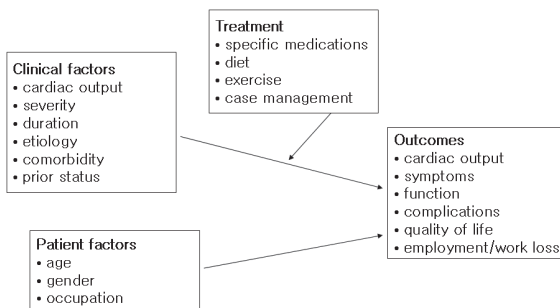 Treatment
• specific medications
• diet
• exercise
• case management
Clinical factors
• cardiac output
• severity
• duration
• etiology
• comorbidity
• prior status
Outcomes
• cardiac output
• symptoms
• function
• complications
• quality of life
• employment/work loss
Patient factors
• age
• gender
• occupation